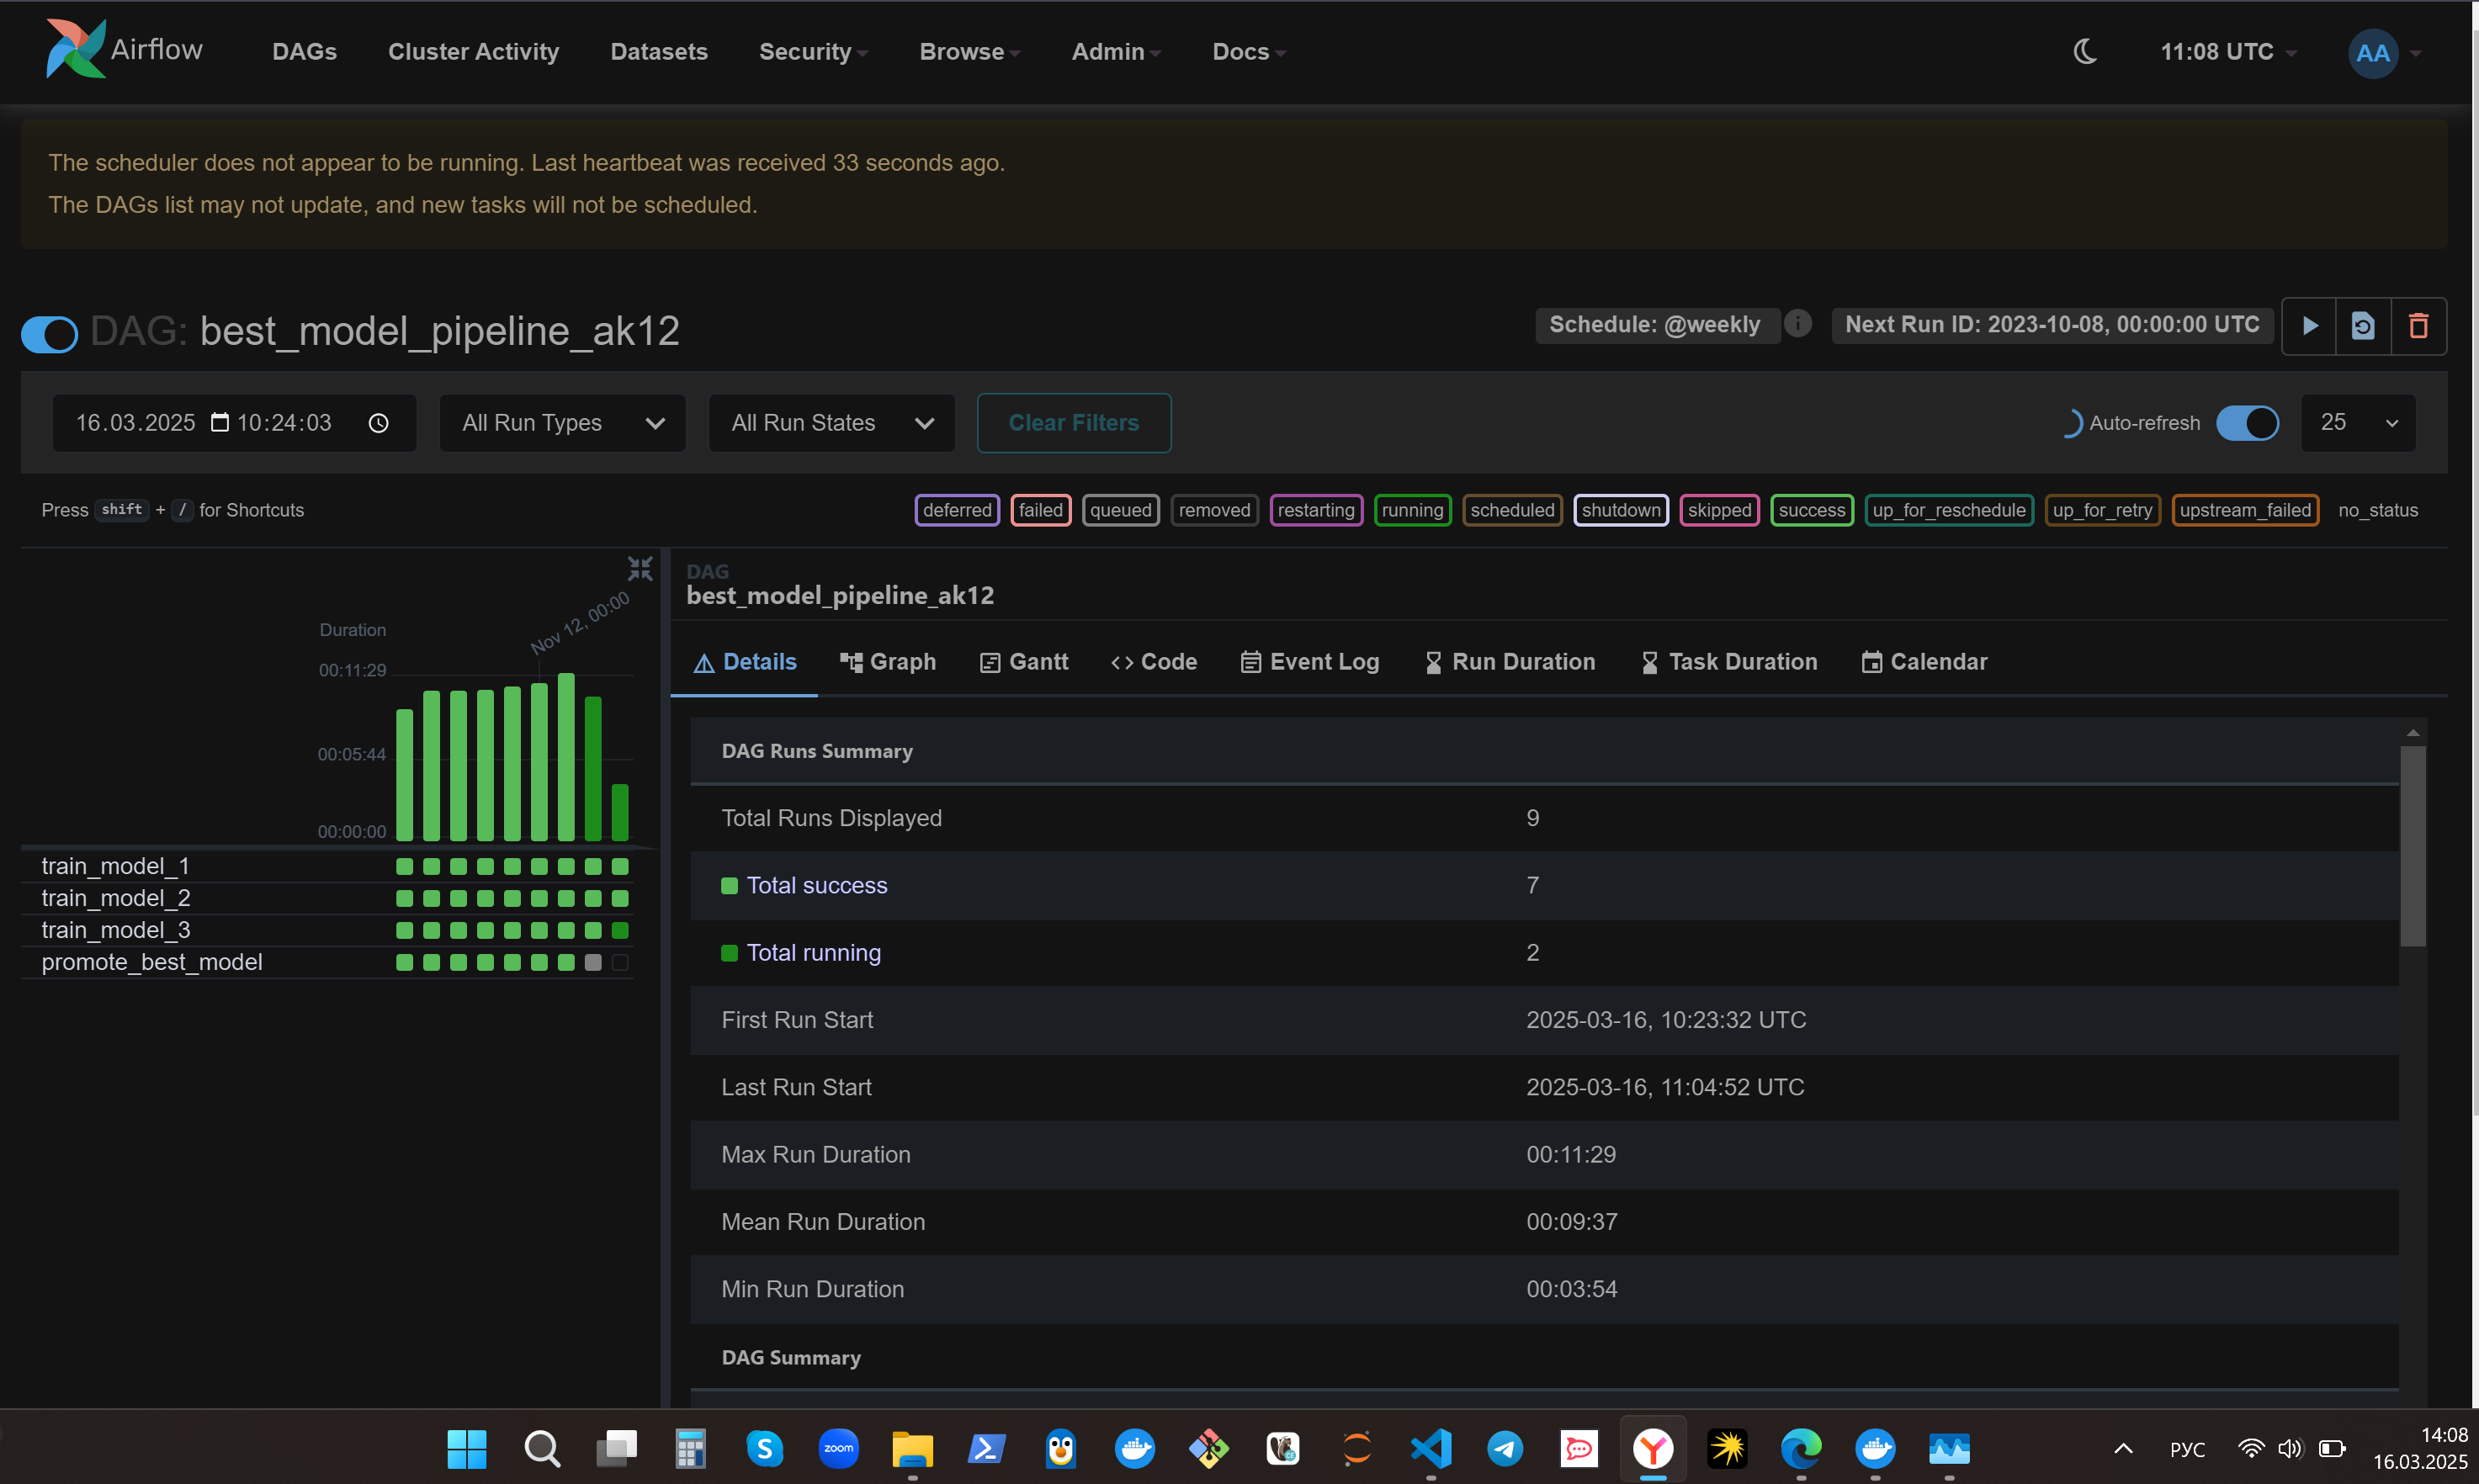 Airflow
DAGs
Cluster Activity
Datasets
Security
Browse
Admin
Docs
11:08 UTC
AA
The scheduler does not appear to be running. Last heartbeat was received 33 seconds ago.
The DAGs list may not update, and new tasks will not be scheduled.
DAG: best_model_pipeline_ak12
Schedule: @weekly
i
Next Run ID: 2023-10-08, 00:00:00 UTC
16.03.2025 10:24:03
All Run Types
All Run States
Clear Filters
Auto-refresh
25
Press shift + / for Shortcuts
deferred
failed
queued
removed
restarting
running
scheduled
shutdown
skipped
success
up_for_reschedule
up_for_retry
upstream_failed
no_status
Nov 12, 00:00
Duration
00:11:29
00:05:44
00:00:00
train_model_1
train_model_2
train_model_3
promote_best_model
DAG
best_model_pipeline_ak12
Details
Graph
Gantt
Code
Event Log
Run Duration
Task Duration
Calendar
DAG Runs Summary
Total Runs Displayed 9
Total success 7
Total running 2
First Run Start 2025-03-16, 10:23:32 UTC
Last Run Start 2025-03-16, 11:04:52 UTC
Max Run Duration 00:11:29
Mean Run Duration 00:09:37
Min Run Duration 00:03:54
DAG Summary
zoom
РУС
14:08
16.03.2025